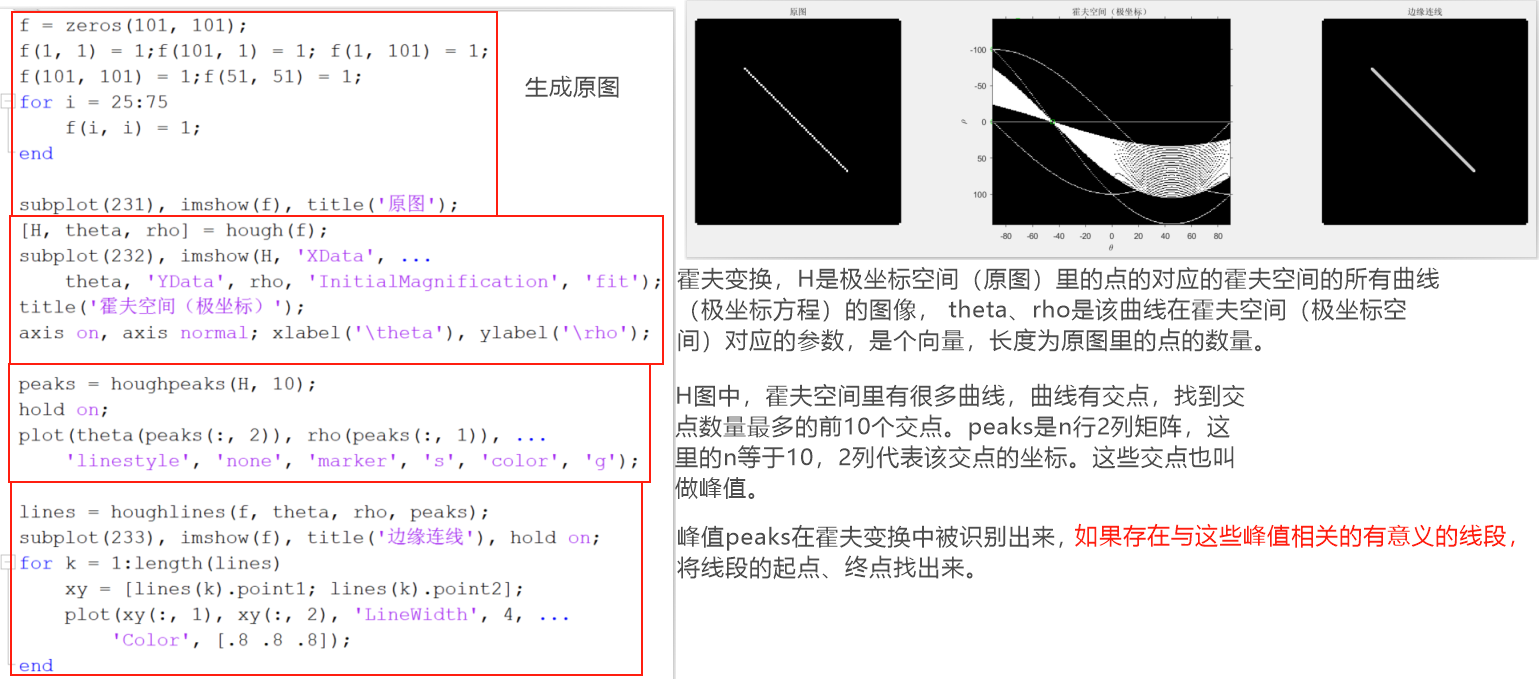 f = zeros(101, 101);
f(1, 1) = 1;f(101, 1) = 1; f(1, 101) = 1;
f(101, 101) = 1;f(51, 51) = 1;
for i = 25:75
    f(i, i) = 1;
end
subplot(231), imshow(f), title('原图');
生成原图
[H, theta, rho] = hough(f);
subplot(232), imshow(H, 'XData', ...
    theta, 'YData', rho, 'InitialMagnification', 'fit');
title('霍夫空间（极坐标）');
axis on, axis normal; xlabel('\theta'), ylabel('\rho');
peaks = houghpeaks(H, 10);
hold on;
plot(theta(peaks(:, 2)), rho(peaks(:, 1)), ...
    'linestyle', 'none', 'marker', 's', 'color', 'g');
lines = houghlines(f, theta, rho, peaks);
subplot(233), imshow(f), title('边缘连线'), hold on;
for k = 1:length(lines)
    xy = [lines(k).point1; lines(k).point2];
    plot(xy(:, 1), xy(:, 2), 'LineWidth', 4, ...
        'Color', [.8 .8 .8]);
end
原图
霍夫空间（极坐标）
-100
-50
0
50
100
ρ
-80 -60 -40 -20 0 20 40 60 80
θ
边缘连线
霍夫变换，H是极坐标空间（原图）里的点的对应的霍夫空间的所有曲线
（极坐标方程）的图像， theta、rho是该曲线在霍夫空间（极坐标空
间）对应的参数，是个向量，长度为原图里的点的数量。
H图中，霍夫空间里有很多曲线，曲线有交点，找到交
点数量最多的前10个交点。peaks是n行2列矩阵，这
里的n等于10，2列代表该交点的坐标。这些交点也叫
做峰值。
峰值peaks在霍夫变换中被识别出来，如果存在与这些峰值相关的有意义的线段，
将线段的起点、终点找出来。